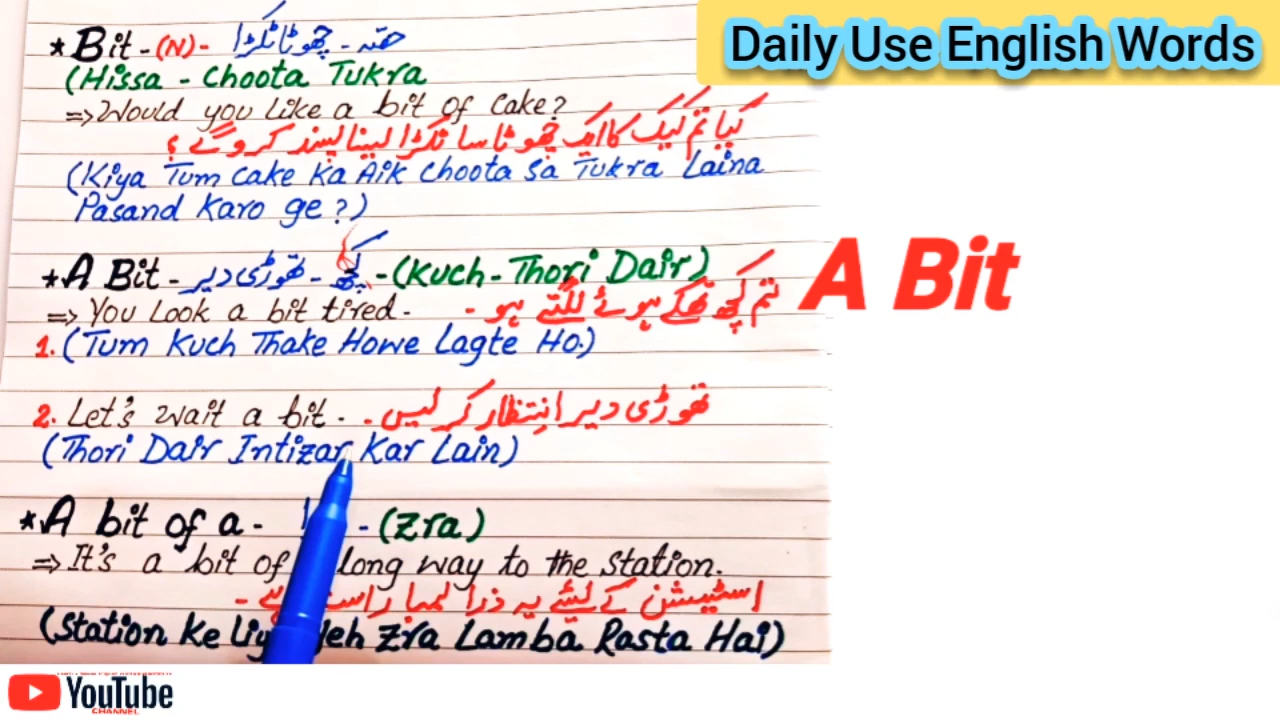 Daily Use English Words
* Bit - (N) - حصہ - چھوٹا ٹکڑا
(Hissa - Choota Tukra
⇒ Would you like a bit of cake?
کیا تم کیک کا ایک چھوٹا سا ٹکڑا لینا پسند کرو گے ؟
(Kiya Tum Cake Ka Aik Choota Sa Tukra Laina
Pasand Karo ge?)
* A Bit - کچھ - تھوڑی دیر - (Kuch - Thori Dair)
⇒ You Look a bit tired. تم کچھ تھکے ہوئے لگتے ہو -
1. (Tum Kuch Thake Howe Lagte Ho.)
A Bit
2. Let's wait a bit. تھوڑی دیر انتظار کر لیں -
(Thori Dair Intizar Kar Lain)
* A bit of a - - (Zra)
⇒ It's a bit of long way to the Station.
اسٹیشن کے لیئے یہ ذرا لمبا
(Station Ke Zra Lamba Rasta Hai)
YouTube
CHANNEL